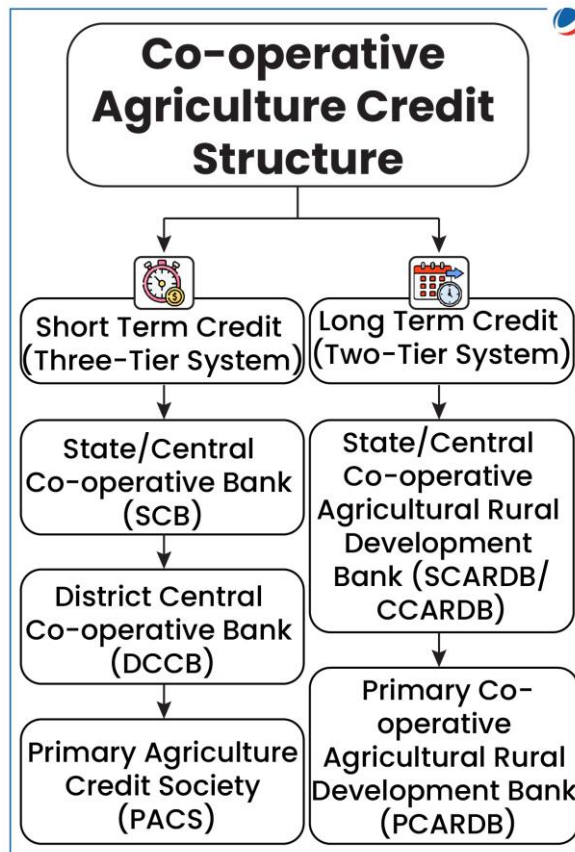 Co-operative
Agriculture Credit
Structure
Short Term Credit
(Three-Tier System)
State/Central
Co-operative Bank
(SCB)
District Central
Co-operative Bank
(DCCB)
Primary Agriculture
Credit Society
(PACS)
Long Term Credit
(Two-Tier System)
State/Central
Co-operative
Agricultural Rural
Development
Bank (SCARDB/
CCARDB)
Primary Co-
operative
Agricultural Rural
Development Bank
(PCARDB)